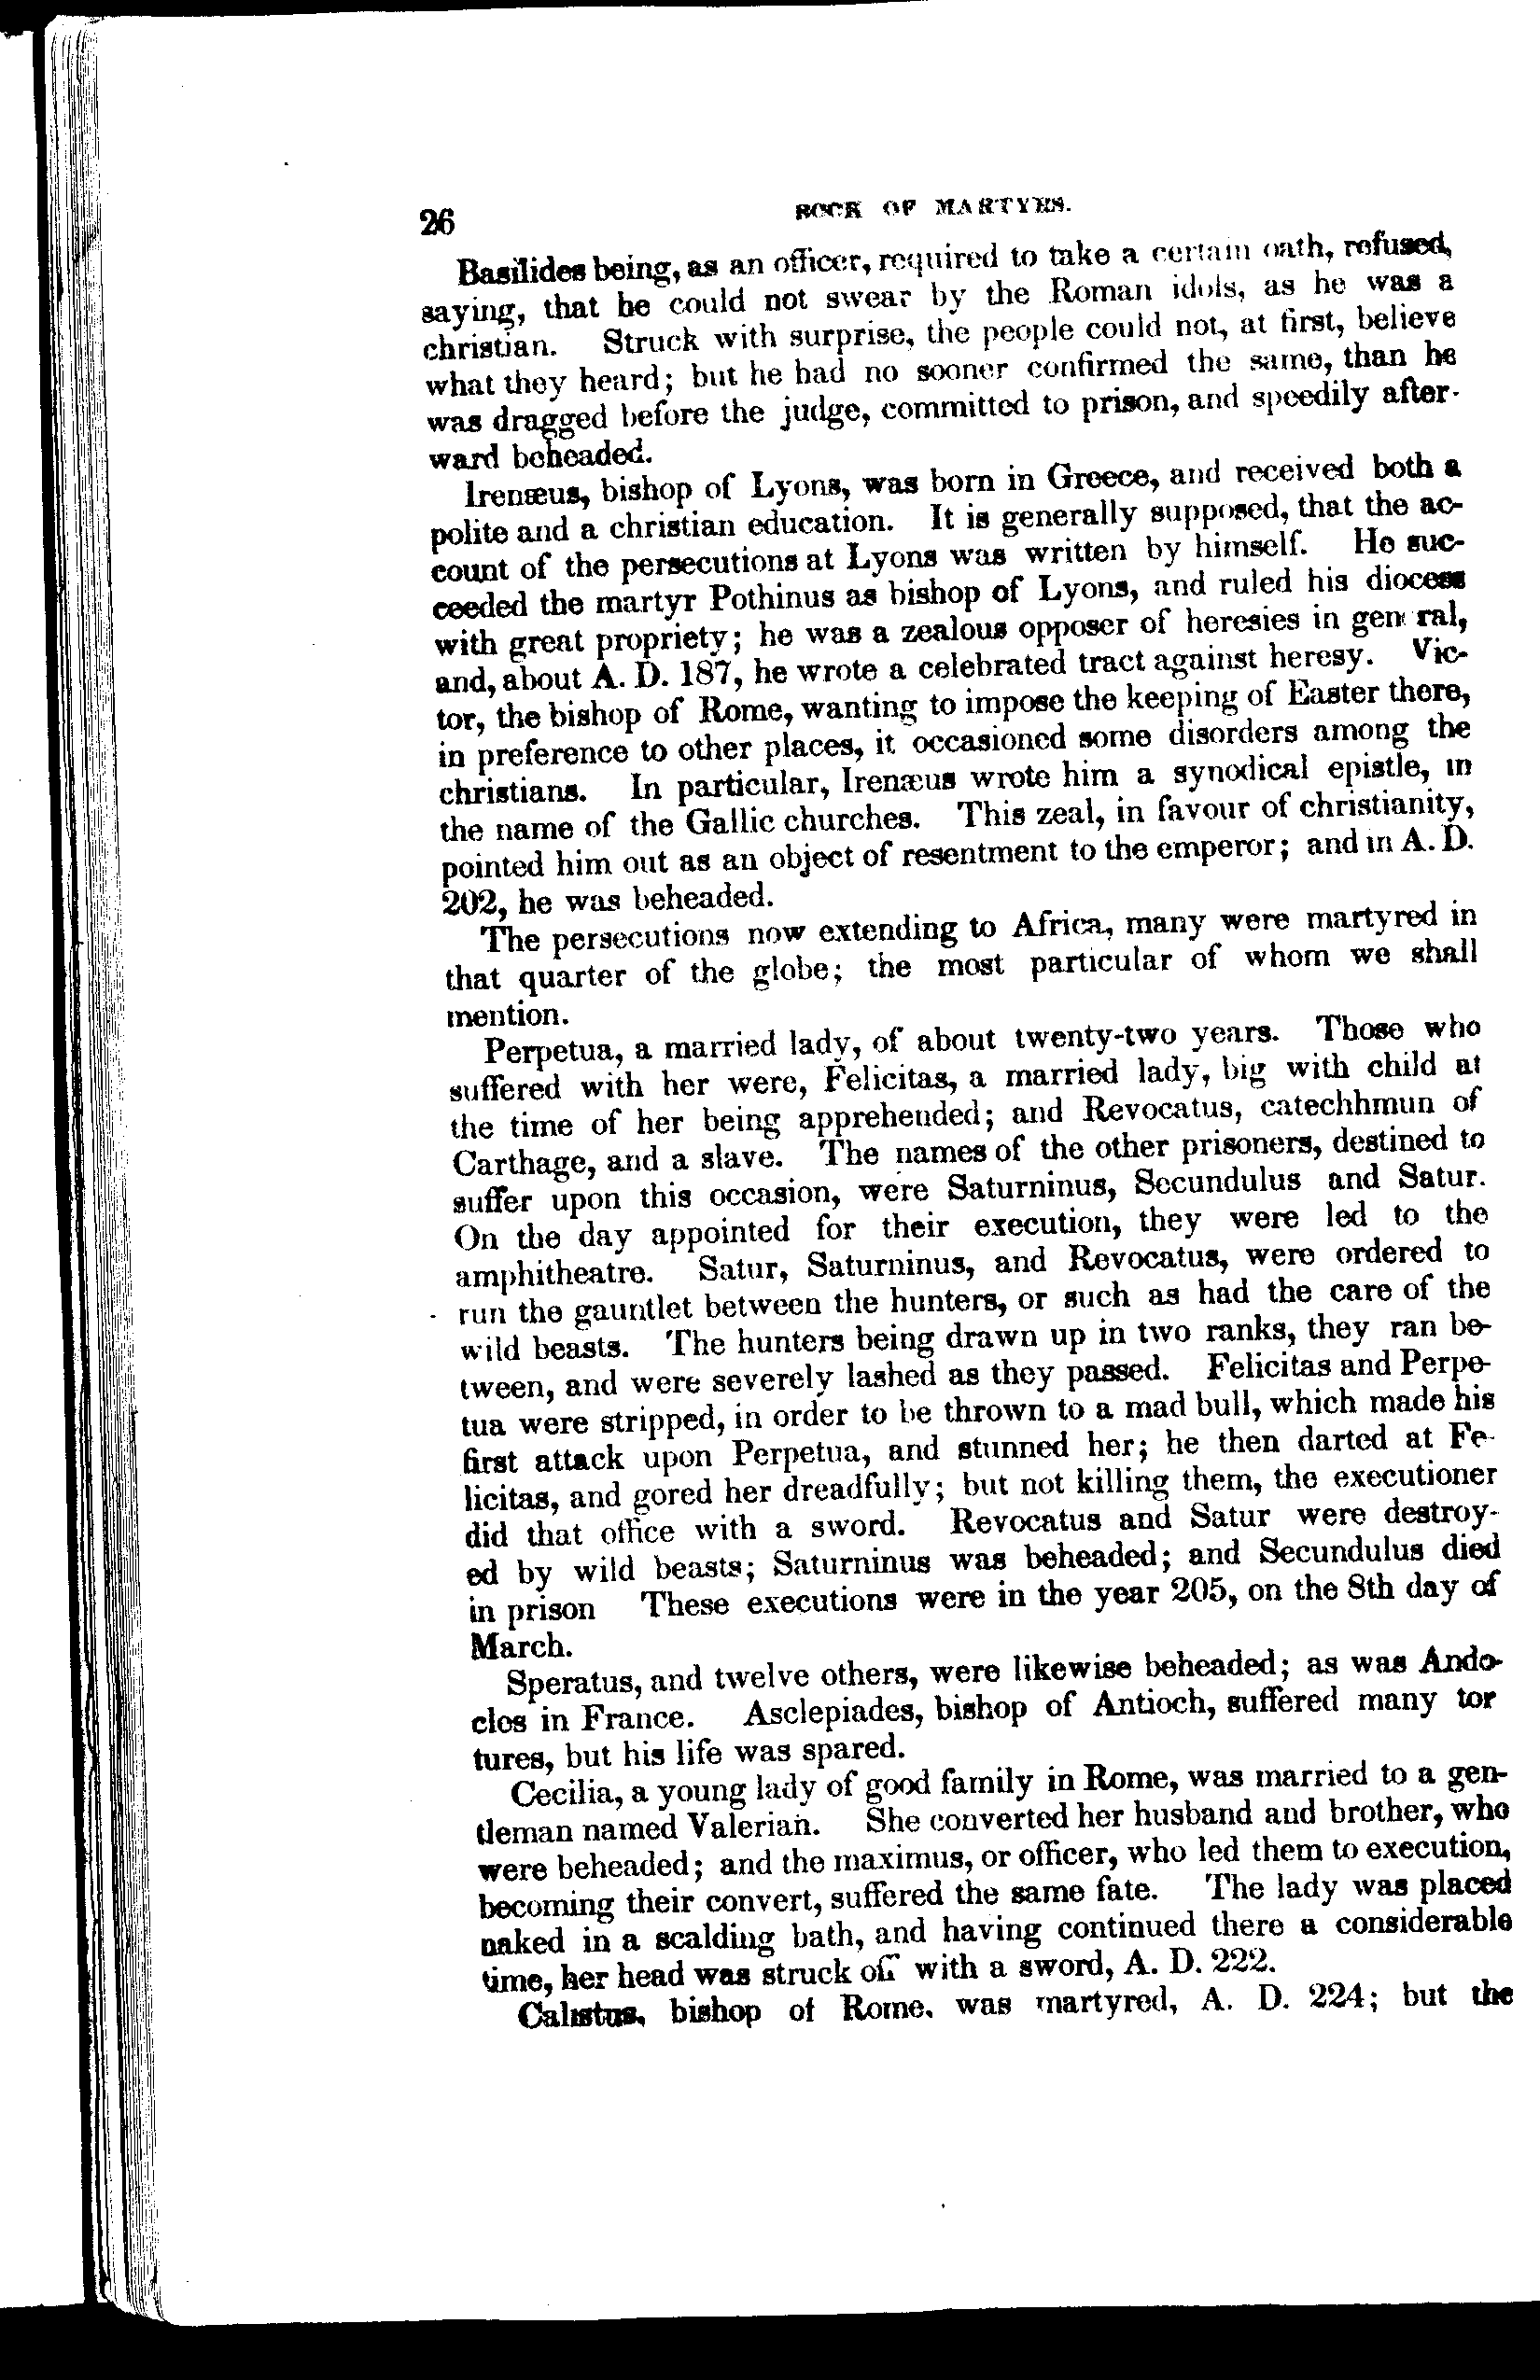 26 BOOK OF MARTYRS.
Basilides being, as an officer, required to take a certain oath, refused,
saying, that he could not swear by the Roman idols, as he was a
christian. Struck with surprise, the people could not, at first, believe
what they heard; but he had no sooner confirmed the same, than he
was dragged before the judge, committed to prison, and speedily after-
ward beheaded.
Irenæus, bishop of Lyons, was born in Greece, and received both a
polite and a christian education. It is generally supposed, that the ac-
count of the persecutions at Lyons was written by himself. He suc-
ceeded the martyr Pothinus as bishop of Lyons, and ruled his diocess
with great propriety; he was a zealous opposer of heresies in general,
and, about A. D. 187, he wrote a celebrated tract against heresy. Vic-
tor, the bishop of Rome, wanting to impose the keeping of Easter there,
in preference to other places, it occasioned some disorders among the
christians. In particular, Irenæus wrote him a synodical epistle, in
the name of the Gallic churches. This zeal, in favour of christianity,
pointed him out as an object of resentment to the emperor; and in A. D.
202, he was beheaded.
The persecutions now extending to Africa, many were martyred in
that quarter of the globe; the most particular of whom we shall
mention.
Perpetua, a married lady, of about twenty-two years. Those who
suffered with her were, Felicitas, a married lady, big with child at
the time of her being apprehended; and Revocatus, catechhmun of
Carthage, and a slave. The names of the other prisoners, destined to
suffer upon this occasion, were Saturninus, Secundulus and Satur.
On the day appointed for their execution, they were led to the
amphitheatre. Satur, Saturninus, and Revocatus, were ordered to
run the gauntlet between the hunters, or such as had the care of the
wild beasts. The hunters being drawn up in two ranks, they ran be-
tween, and were severely lashed as they passed. Felicitas and Perpe-
tua were stripped, in order to be thrown to a mad bull, which made his
first attack upon Perpetua, and stunned her; he then darted at Fe-
licitas, and gored her dreadfully; but not killing them, the executioner
did that office with a sword. Revocatus and Satur were destroy-
ed by wild beasts; Saturninus was beheaded; and Secundulus died
in prison These executions were in the year 205, on the 8th day of
March.
Speratus, and twelve others, were likewise beheaded; as was Ando-
cles in France. Asclepiades, bishop of Antioch, suffered many tor
tures, but his life was spared.
Cecilia, a young lady of good family in Rome, was married to a gen-
tleman named Valerian. She converted her husband and brother, who
were beheaded; and the maximus, or officer, who led them to execution,
becoming their convert, suffered the same fate. The lady was placed
naked in a scalding bath, and having continued there a considerable
time, her head was struck off with a sword, A. D. 222.
Calistus, bishop of Rome, was martyred, A. D. 224; but the